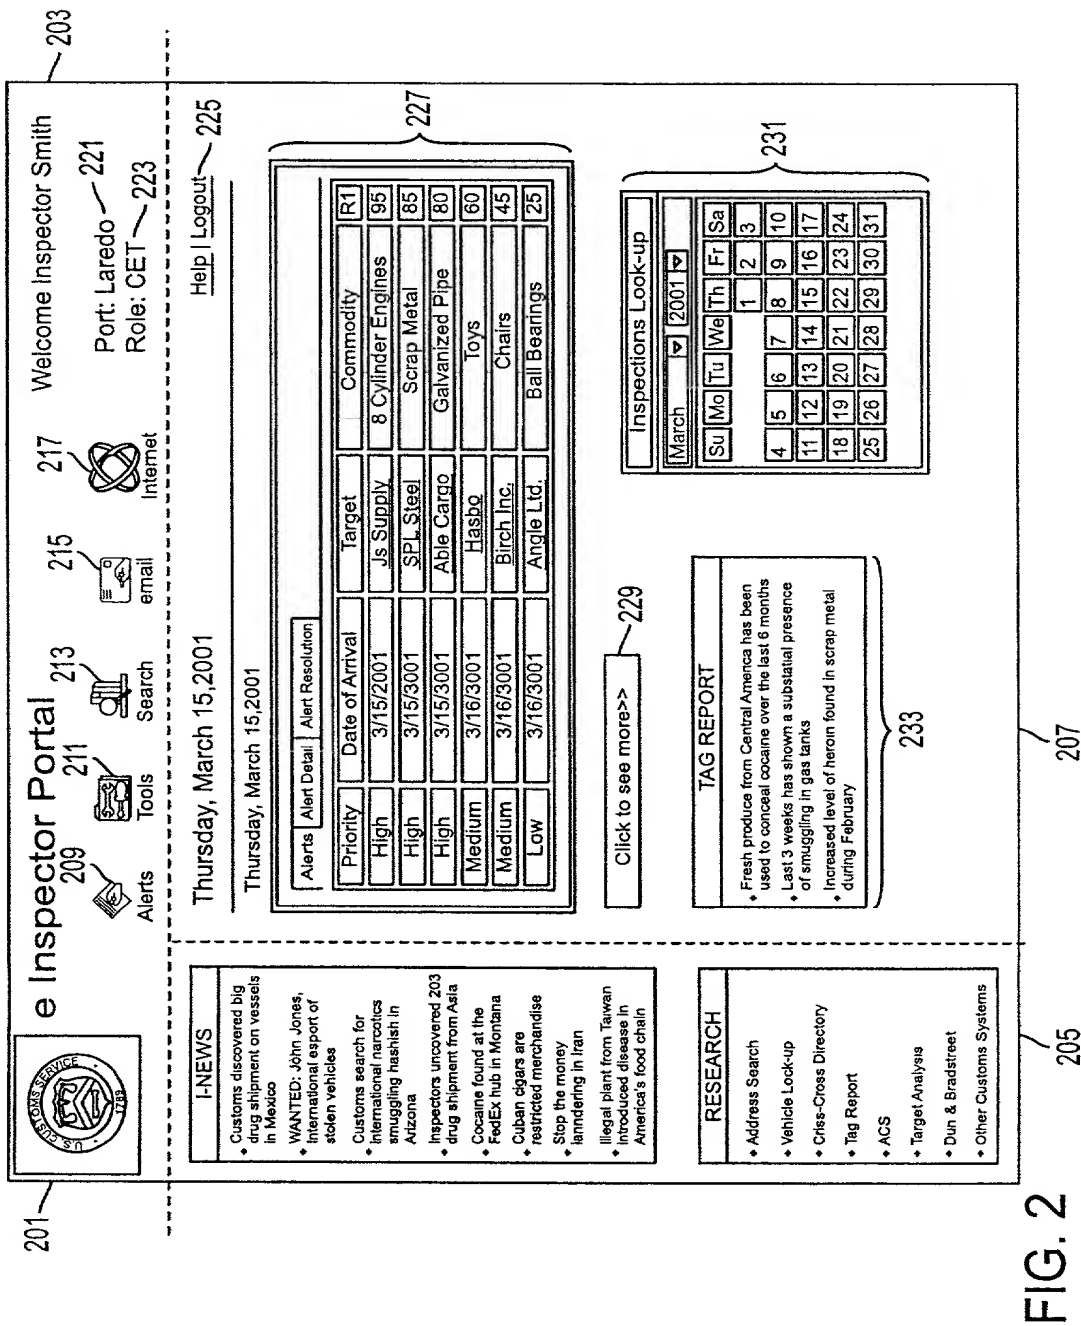 201
203
U.S. CUSTOMS SERVICE
1789
e Inspector Portal
Welcome Inspector Smith
209
Alerts
211
Tools
213
Search
215
email
217
Internet
Port: Laredo
221
Role: CET
223
I-NEWS
• Customs discovered big
drug shipment on vessels
in Mexico
• WANTED: John Jones,
International esport of
stolen vehicles
• Customs search for
international narcotics
smuggling hashish in
Arizona
• Inspectors uncovered 203
drug shipment from Asia
• Cocaine found at the
FedEx hub in Montana
• Cuban cigars are
restricted merchandise
• Stop the money
lanndering in Iran
• Illegal plant from Taiwan
introduced disease in
America's food chain
RESEARCH
• Address Search
• Vehicle Lock-up
• Criss-Cross Directory
• Tag Report
• ACS
• Target Analysis
• Dun & Bradstreet
• Other Customs Systems
205
Thursday, March 15,2001
Help | Logout
225
Thursday, March 15,2001
Alerts Alert Detail Alert Resolution
Priority Date of Arrival Target Commodity R1
High 3/15/2001 Js Supply 8 Cylinder Engines 95
High 3/15/3001 SPL Steel Scrap Metal 85
High 3/15/3001 Able Cargo Galvanized Pipe 80
Medium 3/16/3001 Hasbo Toys 60
Medium 3/16/3001 Birch Inc. Chairs 45
Low 3/16/3001 Angle Ltd. Ball Bearings 25
227
Click to see more>>
229
TAG REPORT
• Fresh produce from Central America has been
used to conceal cocaine over the last 6 months
• Last 3 weeks has shown a substatial presence
of smuggling in gas tanks
• Increased level of heroin found in scrap metal
during February
233
Inspections Look-up
March 2001
Su Mo Tu We Th Fr Sa
1 2 3
4 5 6 7 8 9 10
11 12 13 14 15 16 17
18 19 20 21 22 23 24
25 26 27 28 29 30 31
231
207
FIG. 2